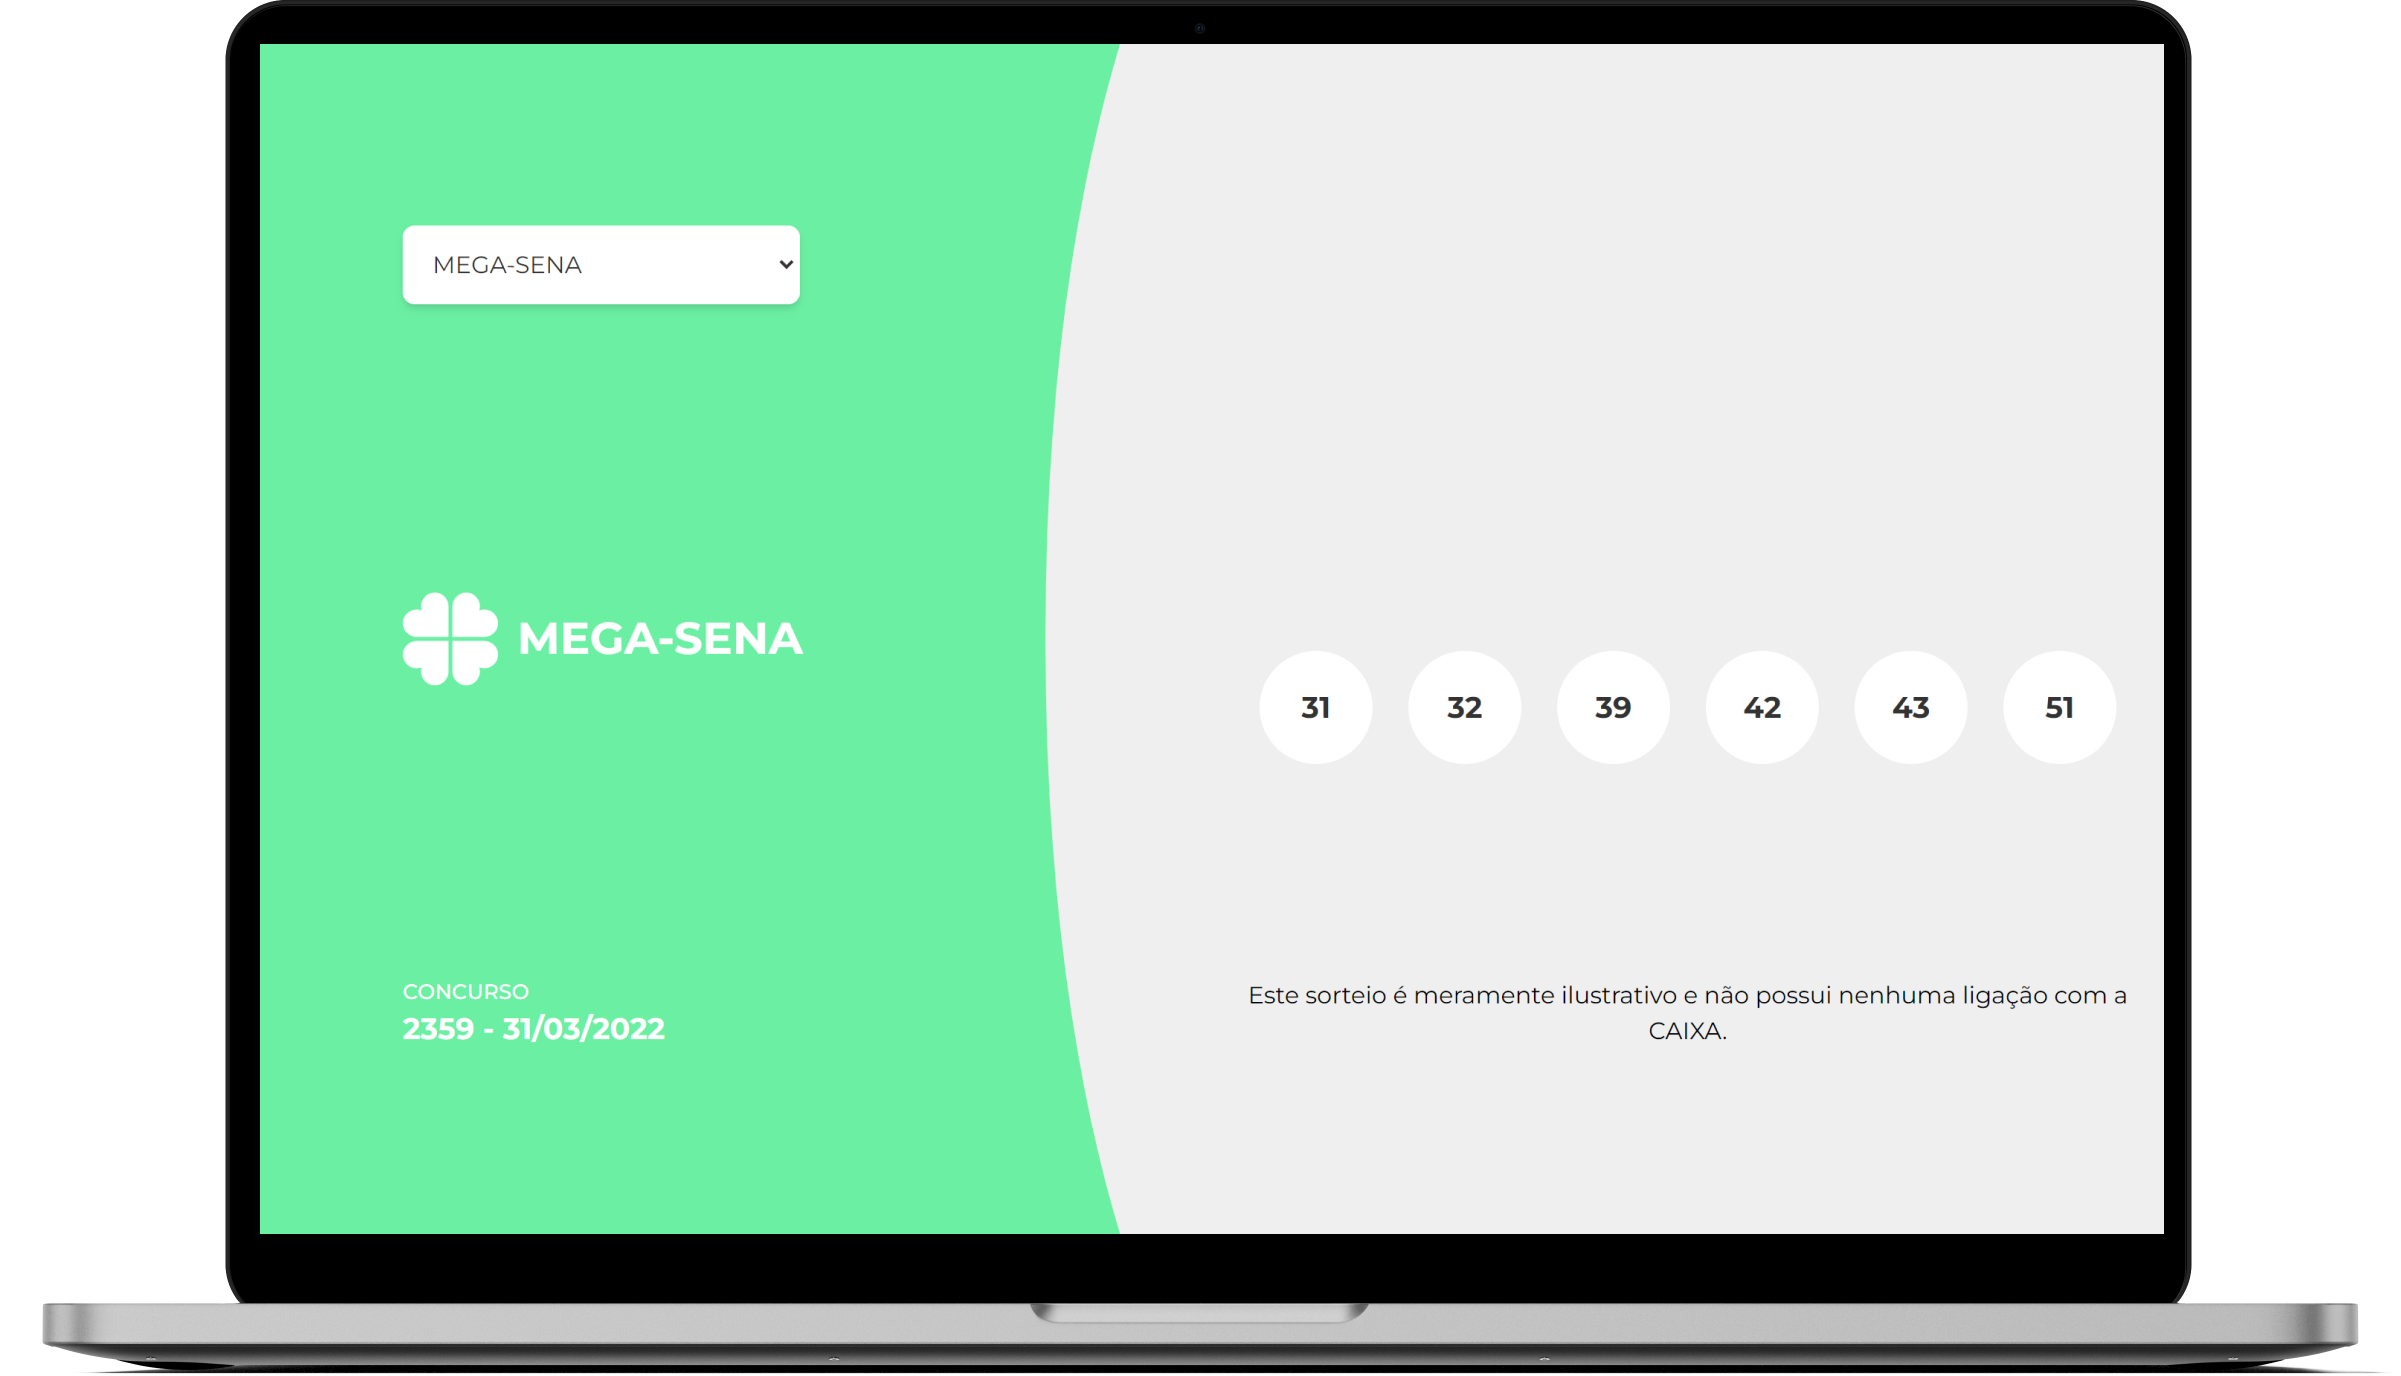 MEGA-SENA
MEGA-SENA
CONCURSO
2359 - 31/03/2022
31 32 39 42 43 51
Este sorteio é meramente ilustrativo e não possui nenhuma ligação com a
CAIXA.